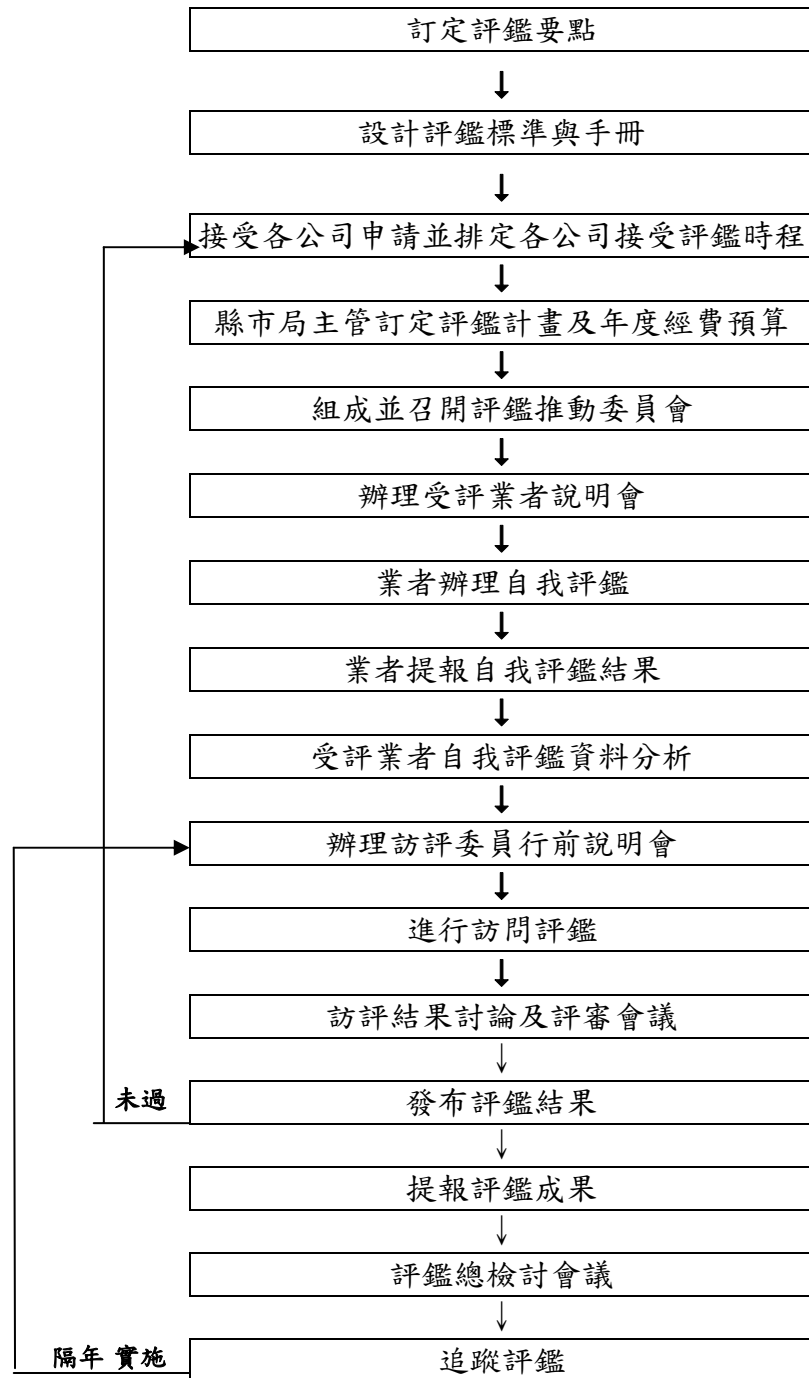 訂定評鑑要點
設計評鑑標準與手冊
接受各公司申請並排定各公司接受評鑑時程
縣市局主管訂定評鑑計畫及年度經費預算
組成並召開評鑑推動委員會
辦理受評業者說明會
業者辦理自我評鑑
業者提報自我評鑑結果
受評業者自我評鑑資料分析
辦理訪評委員行前說明會
進行訪問評鑑
訪評結果討論及評審會議
未過
發布評鑑結果
提報評鑑成果
評鑑總檢討會議
隔年 實施
追蹤評鑑